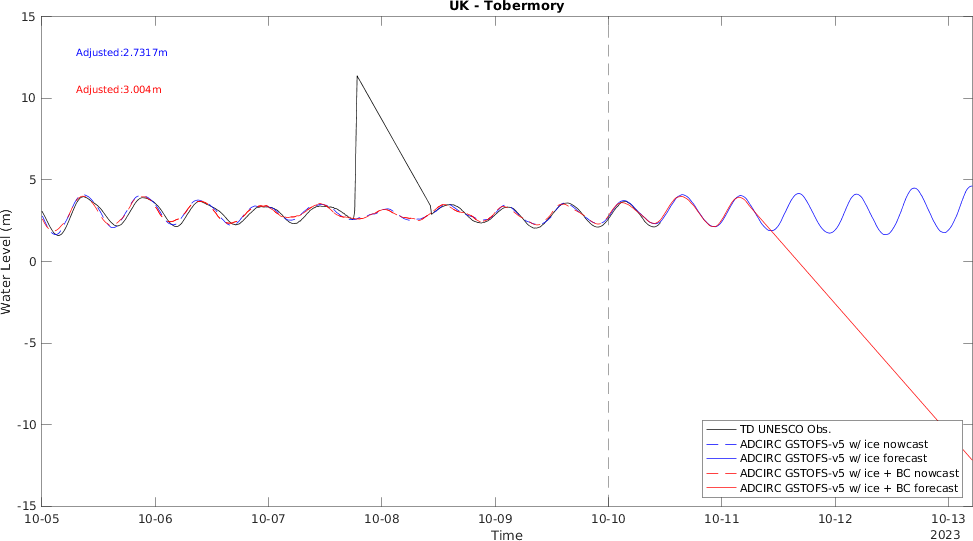 UK - Tobermory
15
Adjusted:2.7317m
Adjusted:3.004m
10
5
0
-5
-10
-15
Water Level (m)
TD UNESCO Obs.
ADCIRC GSTOFS-v5 w/ ice nowcast
ADCIRC GSTOFS-v5 w/ ice forecast
ADCIRC GSTOFS-v5 w/ ice + BC nowcast
ADCIRC GSTOFS-v5 w/ ice + BC forecast
10-05 10-06 10-07 10-08 10-09 10-10 10-11 10-12 10-13
Time
2023